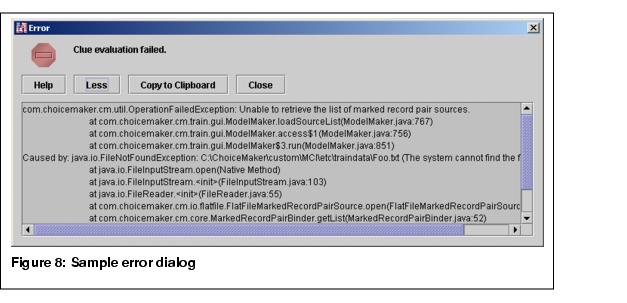 Error
Clue evaluation failed.
Help Less Copy to Clipboard Close
com.choicemaker.cm.util.OperationFailedException: Unable to retrieve the list of marked record pair sources.
at com.choicemaker.cm.train.gui.ModelMaker.loadSourceList(ModelMaker.java:767)
at com.choicemaker.cm.train.gui.ModelMaker.access$1(ModelMaker.java:756)
at com.choicemaker.cm.train.gui.ModelMaker$3.run(ModelMaker.java:851)
Caused by: java.io.FileNotFoundException: C:\ChoiceMaker\custom\MCI\etc\traindata\Foo.txt (The system cannot find the f
at java.io.FileInputStream.open(Native Method)
at java.io.FileInputStream.<init>(FileInputStream.java:103)
at java.io.FileReader.<init>(FileReader.java:55)
at com.choicemaker.cm.io.flatfile.FlatFileMarkedRecordPairSource.open(FlatFileMarkedRecordPairSourc
at com.choicemaker.cm.core.MarkedRecordPairBinder.getList(MarkedRecordPairBinder.java:52)
Figure 8: Sample error dialog